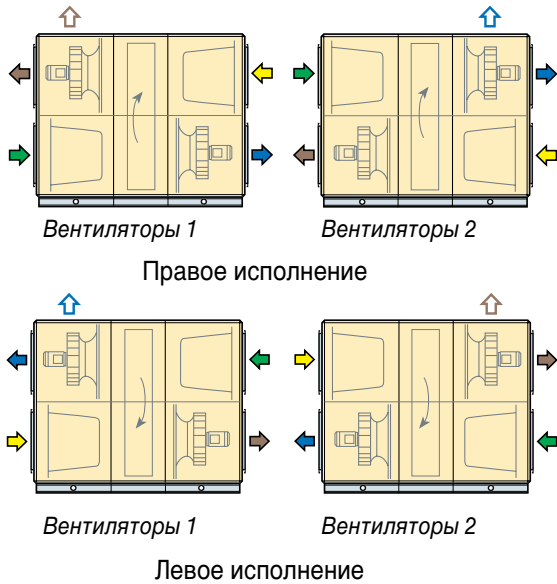 Вентиляторы 1
Вентиляторы 2
Правое исполнение
Вентиляторы 1
Вентиляторы 2
Левое исполнение